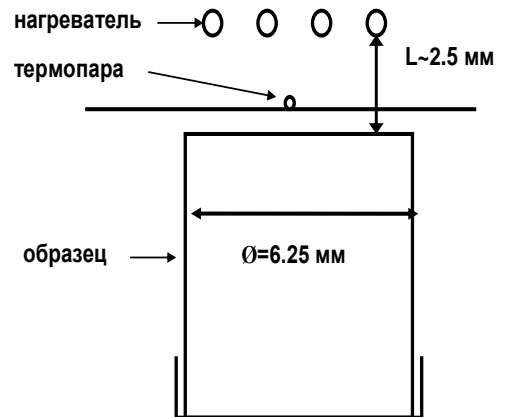 нагреватель
L~2.5 мм
термопара
образец
Ø=6.25 мм